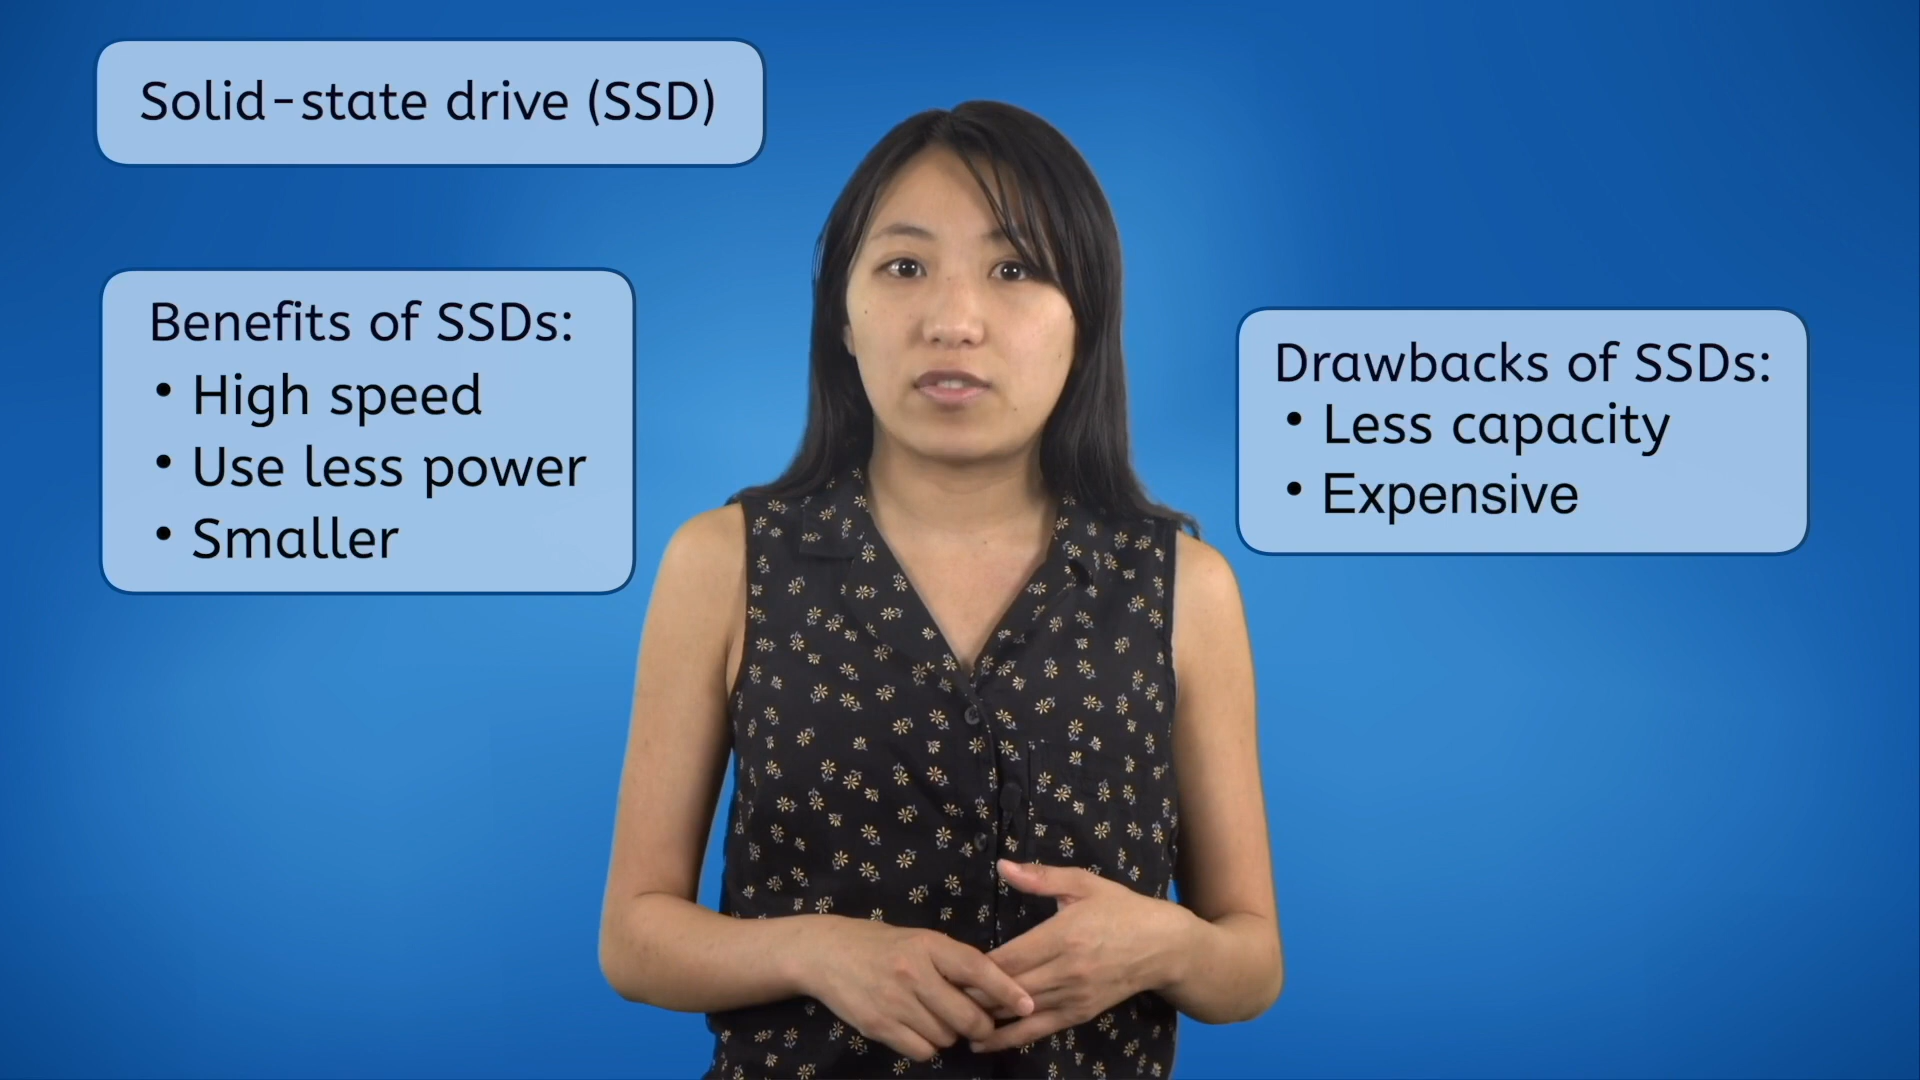 Solid-state drive (SSD)
Benefits of SSDs:
• High speed
• Use less power
• Smaller
Drawbacks of SSDs:
• Less capacity
• Expensive